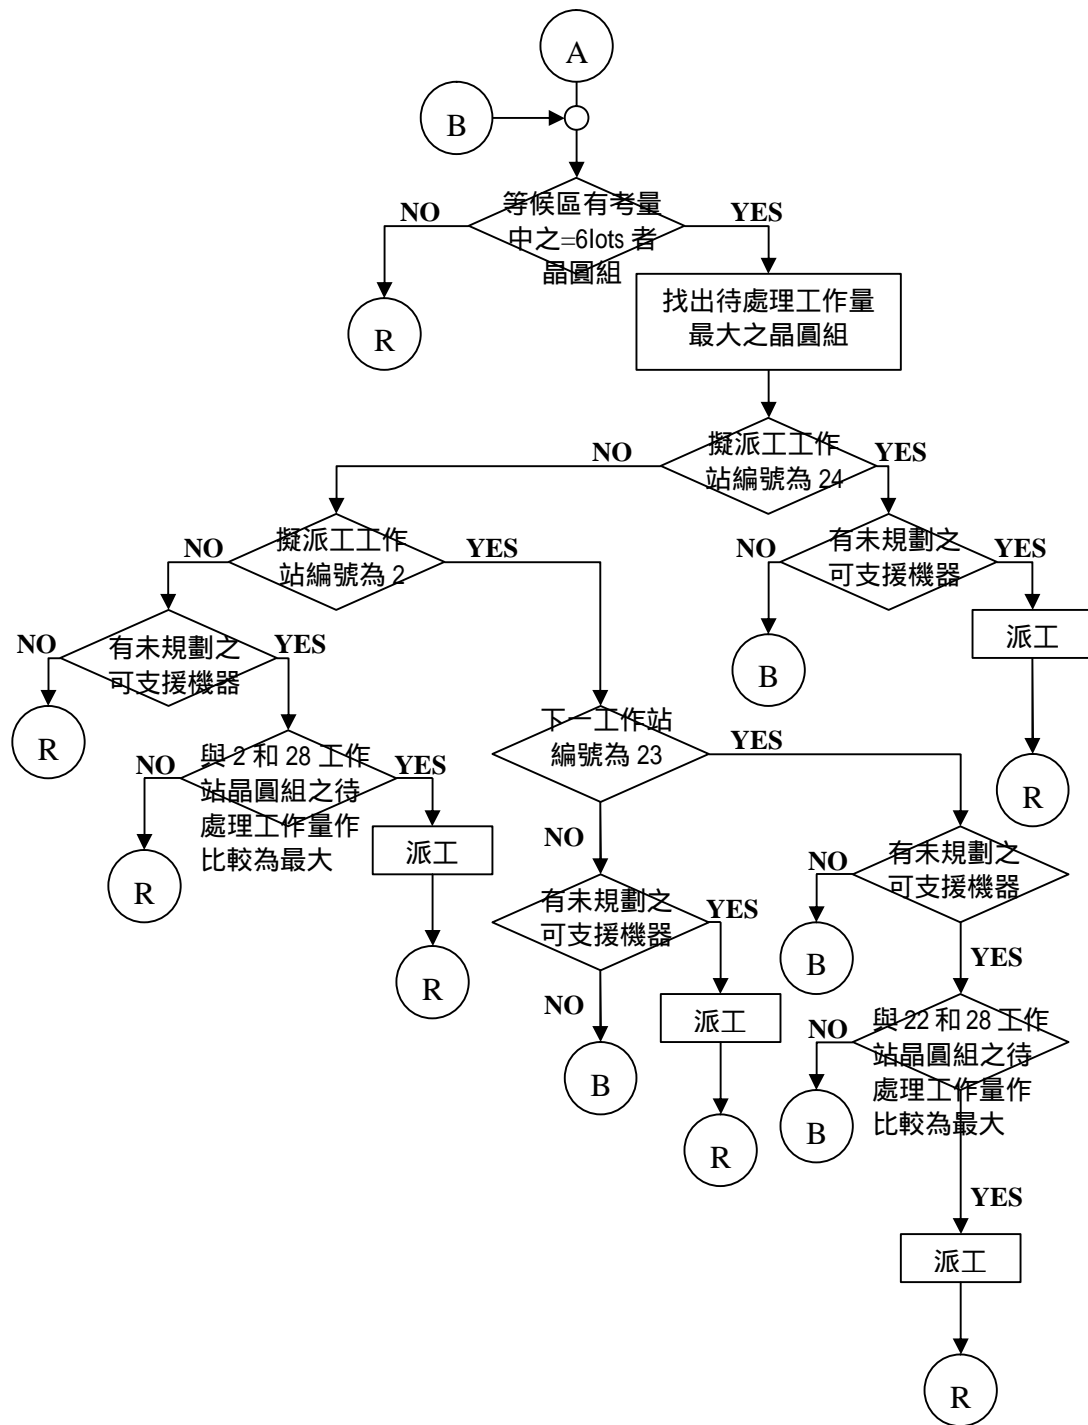 A
B
等候區有考量
中之=6lots 者
晶圓組
NO
YES
R
找出待處理工作量
最大之晶圓組
擬派工工作
站編號為 24
NO
YES
擬派工工作
站編號為 2
NO
YES
有未規劃之
可支援機器
NO
YES
派工
B
R
有未規劃之
可支援機器
NO
YES
R
與 2 和 28 工作
站晶圓組之待
處理工作量作
比較為最大
NO
YES
派工
R
R
下一工作站
編號為 23
YES
NO
有未規劃之
可支援機器
YES
NO
派工
B
R
有未規劃之
可支援機器
NO
YES
B
與 22 和 28 工作
站晶圓組之待
處理工作量作
比較為最大
NO
B
YES
派工
R